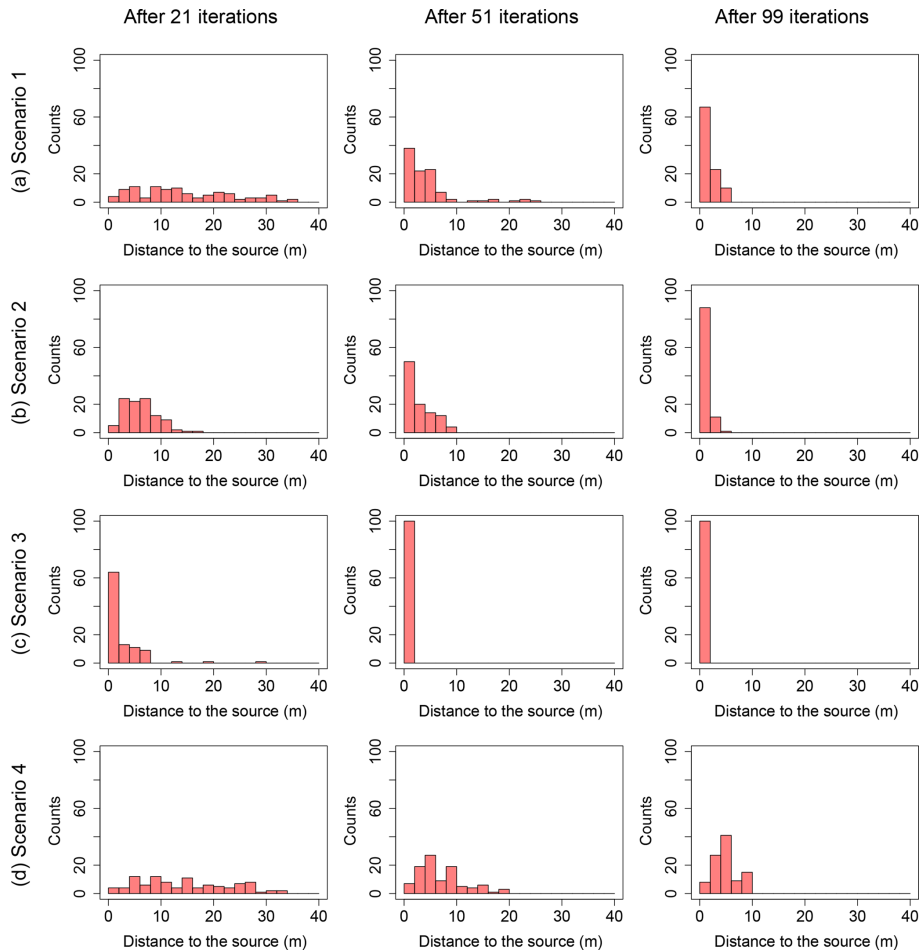 After 21 iterations
After 51 iterations
After 99 iterations
(a) Scenario 1
Counts
0 20 60 100
0 10 20 30 40
Distance to the source (m)
Counts
0 20 60 100
0 10 20 30 40
Distance to the source (m)
Counts
0 20 60 100
0 10 20 30 40
Distance to the source (m)
(b) Scenario 2
Counts
0 20 60 100
0 10 20 30 40
Distance to the source (m)
Counts
0 20 60 100
0 10 20 30 40
Distance to the source (m)
Counts
0 20 60 100
0 10 20 30 40
Distance to the source (m)
(c) Scenario 3
Counts
0 20 60 100
0 10 20 30 40
Distance to the source (m)
Counts
0 20 60 100
0 10 20 30 40
Distance to the source (m)
Counts
0 20 60 100
0 10 20 30 40
Distance to the source (m)
(d) Scenario 4
Counts
0 20 60 100
0 10 20 30 40
Distance to the source (m)
Counts
0 20 60 100
0 10 20 30 40
Distance to the source (m)
Counts
0 20 60 100
0 10 20 30 40
Distance to the source (m)